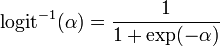 logit⁻¹(α) = 1 / (1 + exp(−α))